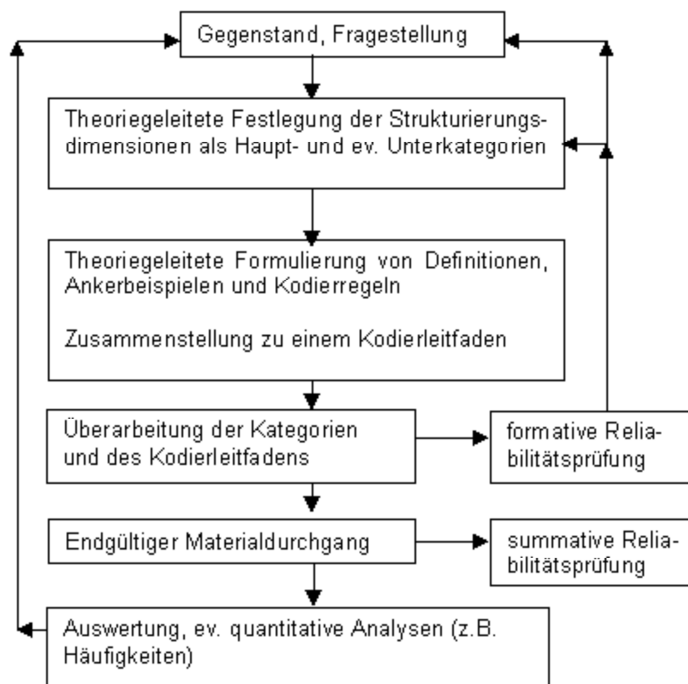 Gegenstand, Fragestellung
Theoriegeleitete Festlegung der Strukturierungs-
dimensionen als Haupt- und ev. Unterkategorien
Theoriegeleitete Formulierung von Definitionen,
Ankerbeispielen und Kodierregeln
Zusammenstellung zu einem Kodierleitfaden
Überarbeitung der Kategorien
und des Kodierleitfadens
formative Relia-
bilitätsprüfung
Endgültiger Materialdurchgang
summative Relia-
bilitätsprüfung
Auswertung, ev. quantitative Analysen (z.B.
Häufigkeiten)